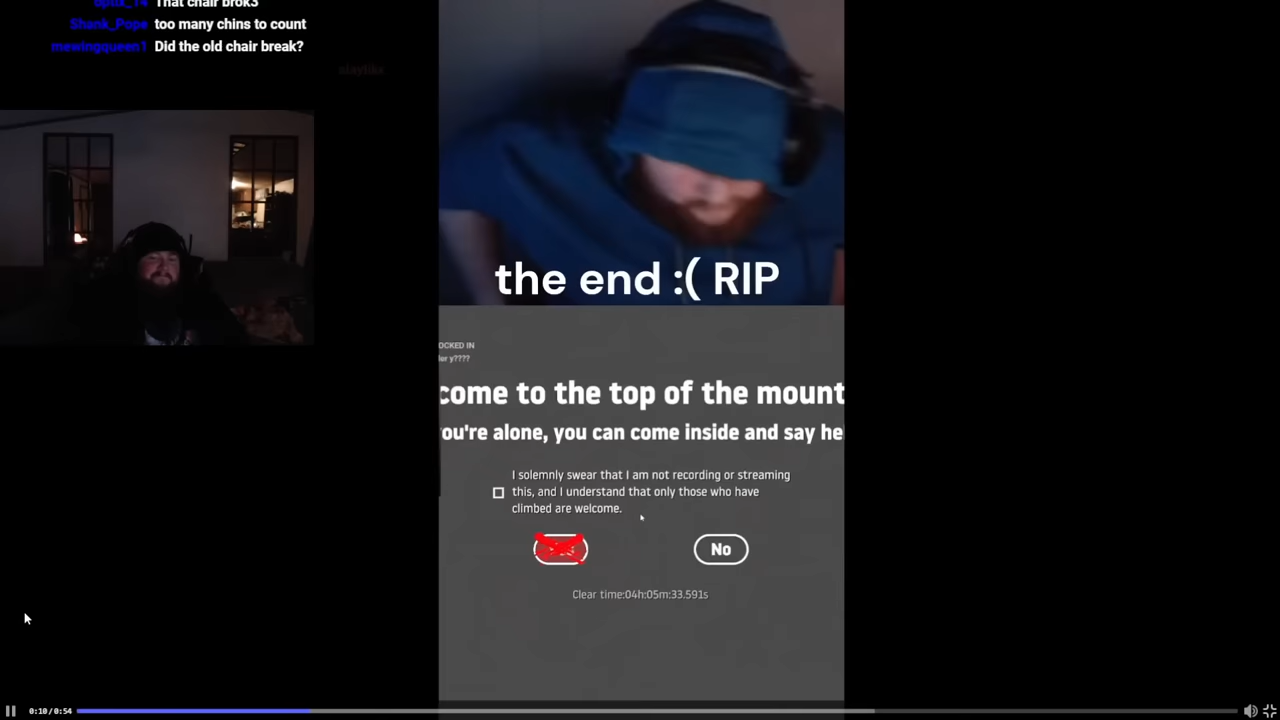 That chair brok3
Shank_Pope too many chins to count
mewingqueen1 Did the old chair break?
the end :( RIP
OCKED IN
ler y????
come to the top of the mount
ou're alone, you can come inside and say he
I solemnly swear that I am not recording or streaming
this, and I understand that only those who have
climbed are welcome.
No
Clear time:04h:05m:33.591s
0:10/0:54